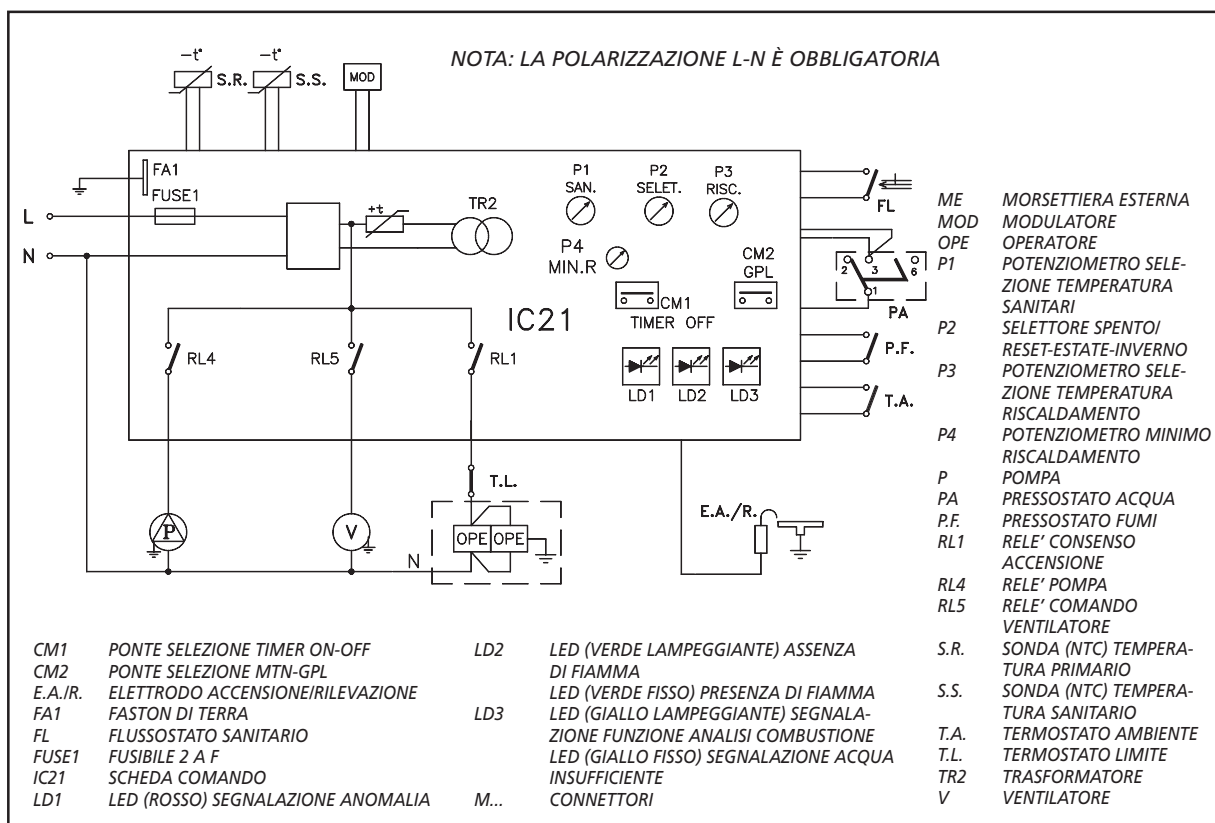 NOTA: LA POLARIZZAZIONE L-N È OBBLIGATORIA
-t°
S.R.
-t°
S.S.
MOD
FA1
FUSE1
L
N
+t
TR2
P1
SAN.
P2
SELET.
P3
RISC.
P4
MIN.R
CM1
TIMER OFF
CM2
GPL
IC21
RL4
RL5
RL1
LD1
LD2
LD3
FL
2
3
6
1
PA
P.F.
T.A.
T.L.
P
V
N
OPE
OPE
E.A./R.
ME MORSETTIERA ESTERNA
MOD MODULATORE
OPE OPERATORE
P1 POTENZIOMETRO SELE-
ZIONE TEMPERATURA
SANITARI
P2 SELETTORE SPENTO/
RESET-ESTATE-INVERNO
P3 POTENZIOMETRO SELE-
ZIONE TEMPERATURA
RISCALDAMENTO
P4 POTENZIOMETRO MINIMO
RISCALDAMENTO
P POMPA
PA PRESSOSTATO ACQUA
P.F. PRESSOSTATO FUMI
RL1 RELE' CONSENSO
ACCENSIONE
RL4 RELE' POMPA
RL5 RELE' COMANDO
VENTILATORE
S.R. SONDA (NTC) TEMPERA-
TURA PRIMARIO
S.S. SONDA (NTC) TEMPERA-
TURA SANITARIO
T.A. TERMOSTATO AMBIENTE
T.L. TERMOSTATO LIMITE
TR2 TRASFORMATORE
V VENTILATORE
CM1 PONTE SELEZIONE TIMER ON-OFF
CM2 PONTE SELEZIONE MTN-GPL
E.A./R. ELETTRODO ACCENSIONE/RILEVAZIONE
FA1 FASTON DI TERRA
FL FLUSSOSTATO SANITARIO
FUSE1 FUSIBILE 2 A F
IC21 SCHEDA COMANDO
LD1 LED (ROSSO) SEGNALAZIONE ANOMALIA
LD2 LED (VERDE LAMPEGGIANTE) ASSENZA
DI FIAMMA
LED (VERDE FISSO) PRESENZA DI FIAMMA
LD3 LED (GIALLO LAMPEGGIANTE) SEGNALA-
ZIONE FUNZIONE ANALISI COMBUSTIONE
LED (GIALLO FISSO) SEGNALAZIONE ACQUA
INSUFFICIENTE
M... CONNETTORI